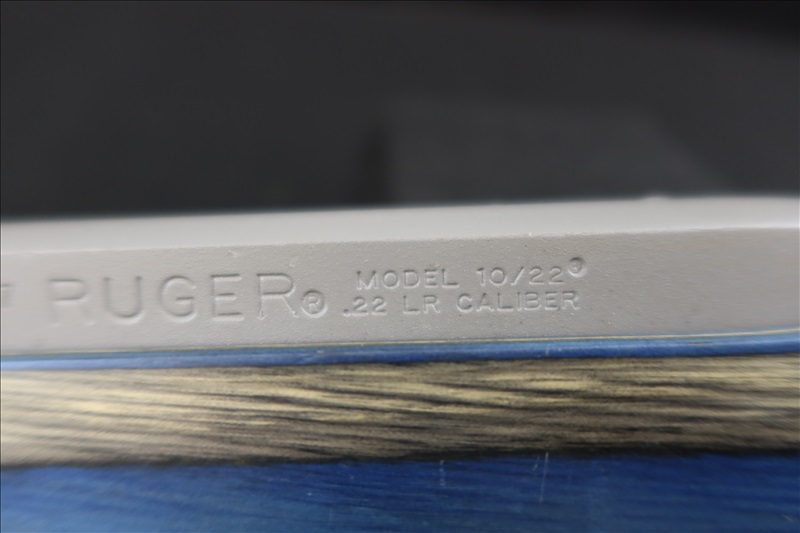 RUGER®
MODEL 10/22®
.22 LR CALIBER